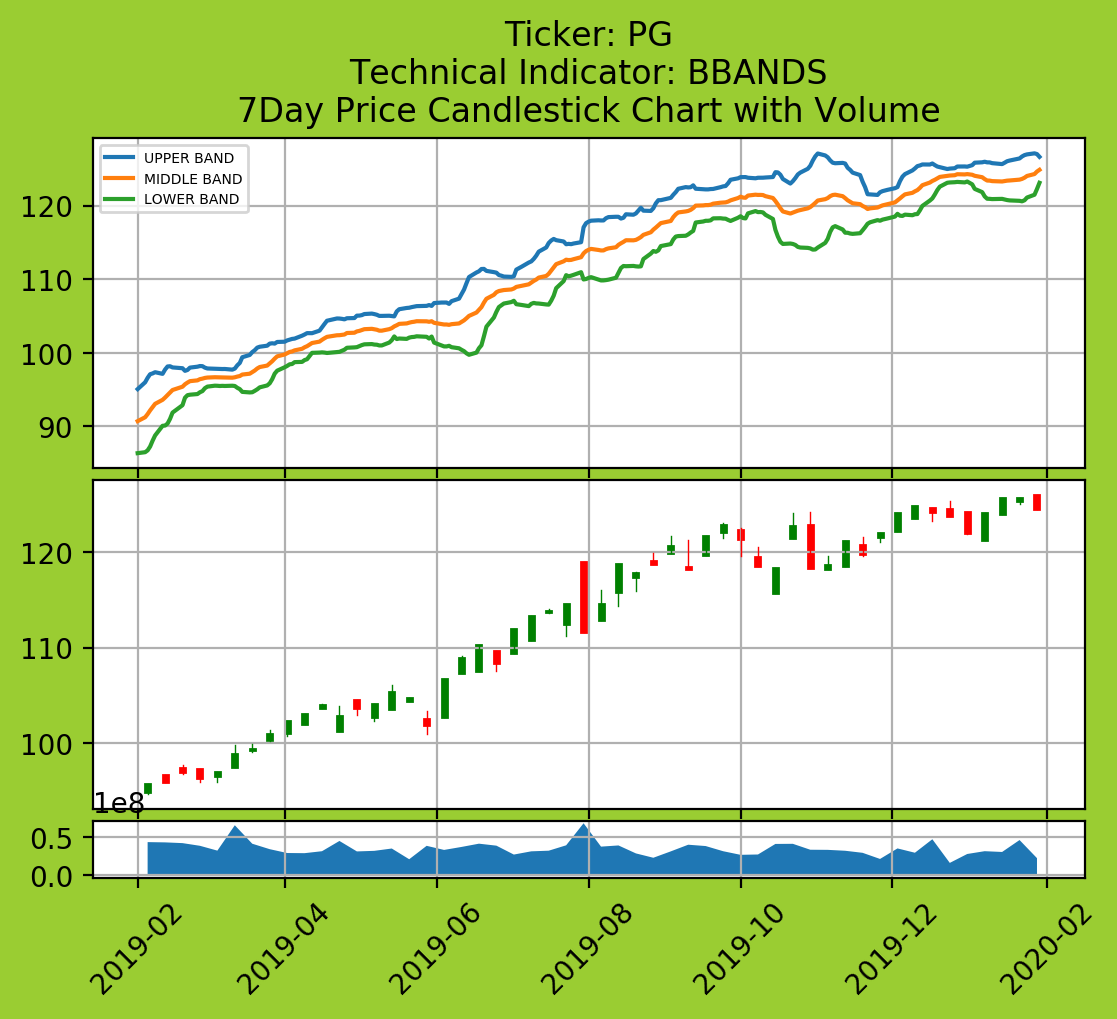 Ticker: PG
Technical Indicator: BBANDS
7Day Price Candlestick Chart with Volume
UPPER BAND
MIDDLE BAND
LOWER BAND
120
110
100
90
120
110
100
1e8
0.5
0.0
2019-02
2019-04
2019-06
2019-08
2019-10
2019-12
2020-02